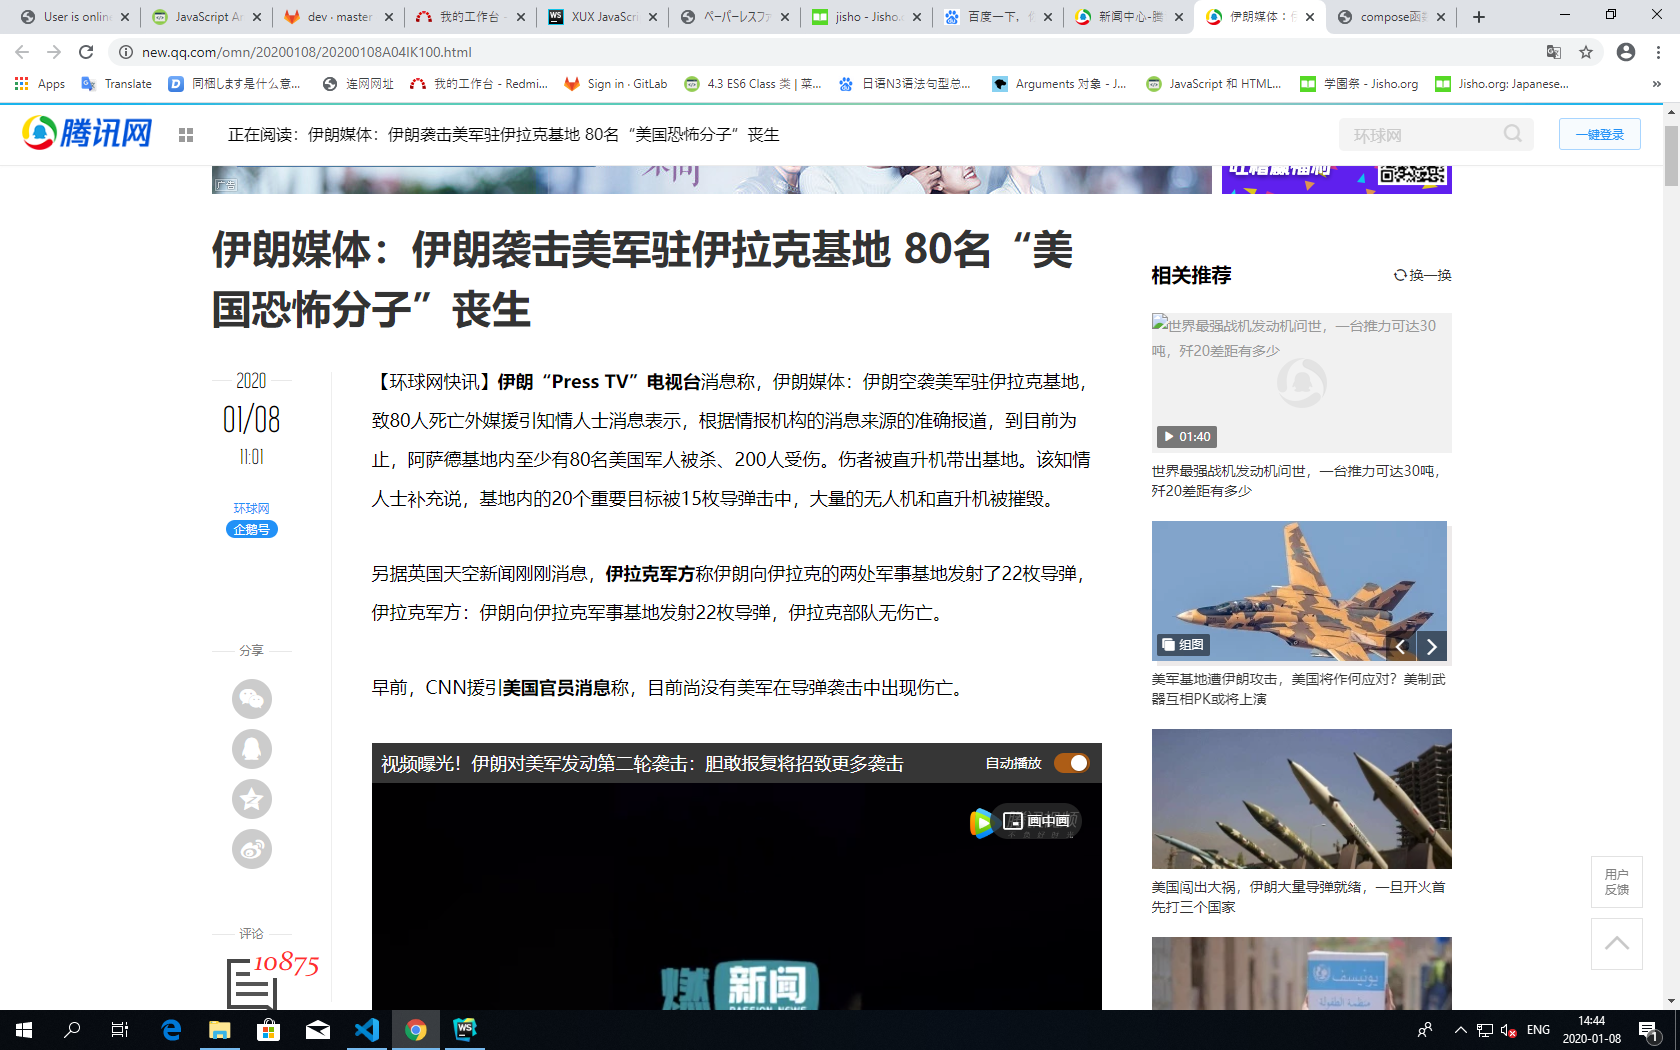 User is onlin
JavaScript Ar
dev · master
我的工作台 -
XUX JavaScri
ペーパーレスファ
jisho - Jisho.o
百度一下，你
新闻中心-腾
伊朗媒体：伊
compose函数
new.qq.com/omn/20200108/20200108A04IK100.html
Apps
Translate
同梱します是什么意...
连网网址
我的工作台 - Redmi...
Sign in · GitLab
4.3 ES6 Class 类 | 菜...
日语N3语法句型总...
Arguments 对象 - J...
JavaScript 和 HTML...
学園祭 - Jisho.org
Jisho.org: Japanese...
»
腾讯网
正在阅读：伊朗媒体：伊朗袭击美军驻伊拉克基地 80名“美国恐怖分子”丧生
环球网
一键登录
广告
伊朗媒体：伊朗袭击美军驻伊拉克基地 80名“美
国恐怖分子”丧生
2020
01/08
11:01
环球网
企鹅号
分享
评论
10875
【环球网快讯】伊朗“Press TV”电视台消息称，伊朗媒体：伊朗空袭美军驻伊拉克基地，
致80人死亡外媒援引知情人士消息表示，根据情报机构的消息来源的准确报道，到目前为
止，阿萨德基地内至少有80名美国军人被杀、200人受伤。伤者被直升机带出基地。该知情
人士补充说，基地内的20个重要目标被15枚导弹击中，大量的无人机和直升机被摧毁。
另据英国天空新闻刚刚消息，伊拉克军方称伊朗向伊拉克的两处军事基地发射了22枚导弹，
伊拉克军方：伊朗向伊拉克军事基地发射22枚导弹，伊拉克部队无伤亡。
早前，CNN援引美国官员消息称，目前尚没有美军在导弹袭击中出现伤亡。
视频曝光！伊朗对美军发动第二轮袭击：胆敢报复将招致更多袭击
自动播放
画中画
燃新闻
PASSION NEWS
相关推荐
换一换
世界最强战机发动机问世，一台推力可达30
吨，歼20差距有多少
01:40
世界最强战机发动机问世，一台推力可达30吨，
歼20差距有多少
组图
美军基地遭伊朗攻击，美国将作何应对？美制武
器互相PK或将上演
美国闯出大祸，伊朗大量导弹就绪，一旦开火首
先打三个国家
用户
反馈
ENG
14:44
2020-01-08
1